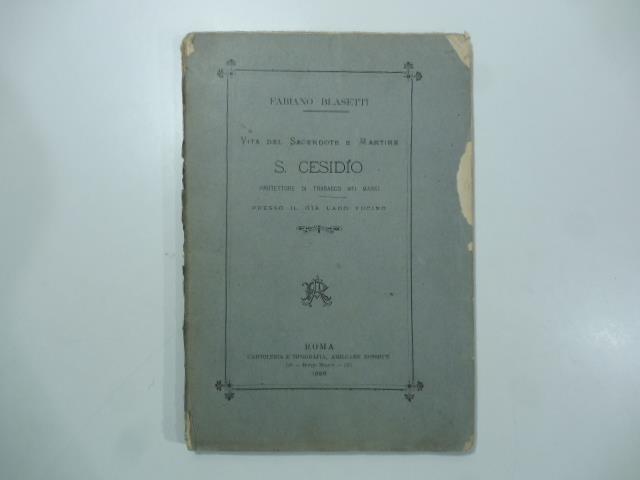 FABIANO BLASETTI
VITA DEL SACERDOTE E MARTIRE
S. CESIDIO
PROTETTORE DI TRASACCO NEI MARSI
PRESSO IL GIÀ LAGO FUCINO
ROMA
CARTOLERIA E TIPOGRAFIA, AMILCARE